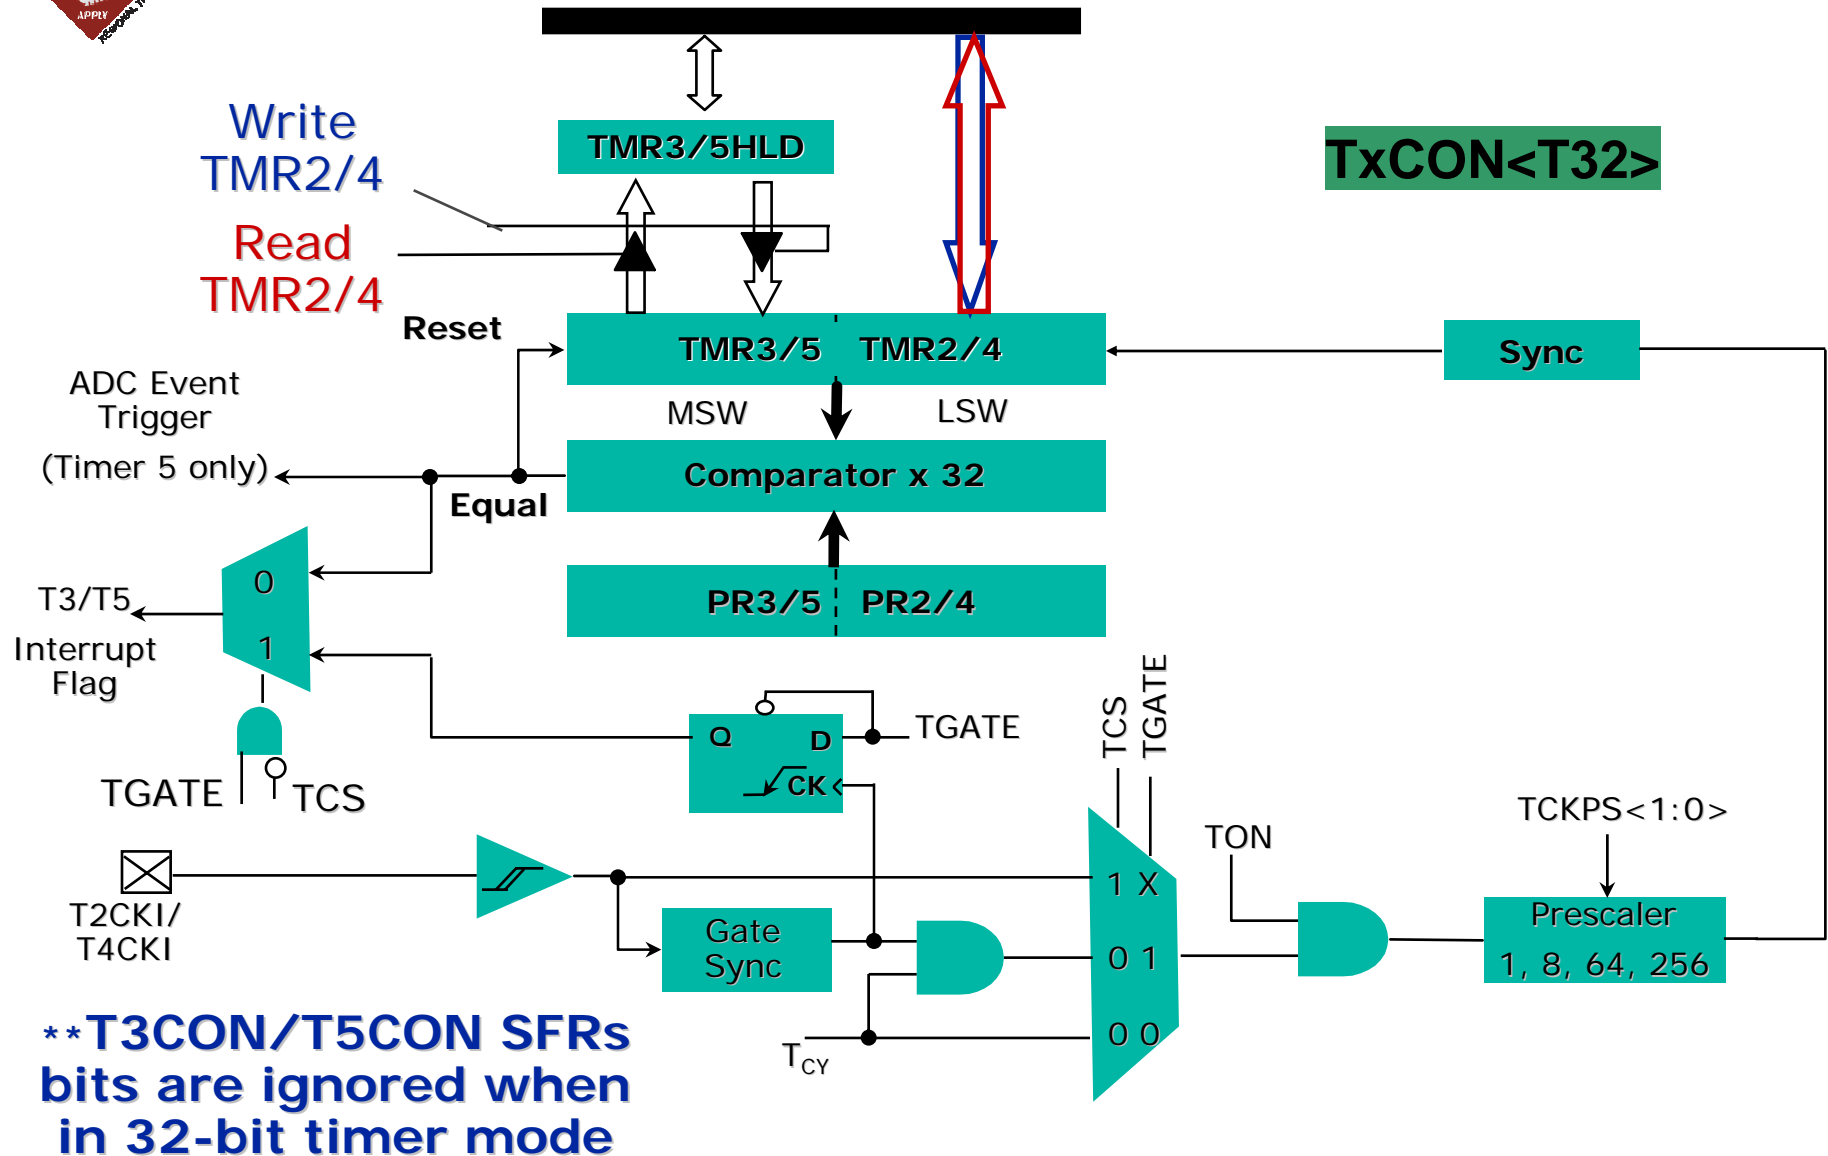 APPLY
REGIONAL T
Write
TMR2/4
Read
TMR2/4
TMR3/5HLD
TxCON<T32>
Reset
TMR3/5 TMR2/4
Sync
MSW LSW
ADC Event
Trigger
(Timer 5 only)
Comparator x 32
Equal
PR3/5 PR2/4
0
1
T3/T5
Interrupt
Flag
TGATE
TCS
Q D
CK
TGATE
TCS
TGATE
TON
TCKPS<1:0>
T2CKI/
T4CKI
Gate
Sync
1 X
0 1
0 0
Prescaler
1, 8, 64, 256
TCY
**T3CON/T5CON SFRs
bits are ignored when
in 32-bit timer mode